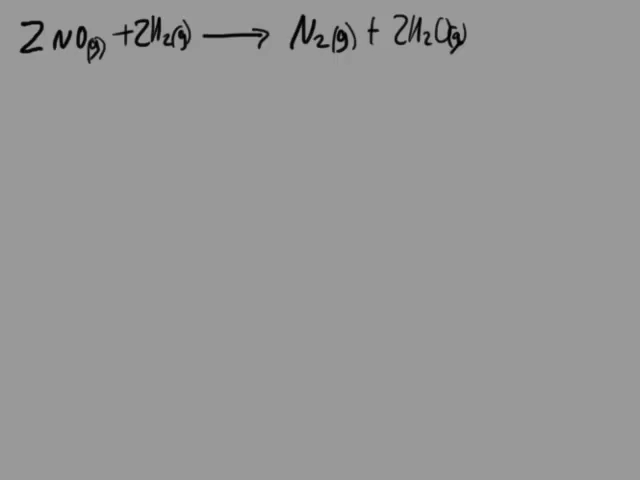 2NO(g) + 2H₂(g) ⟶ N₂(g) + 2H₂O(g)